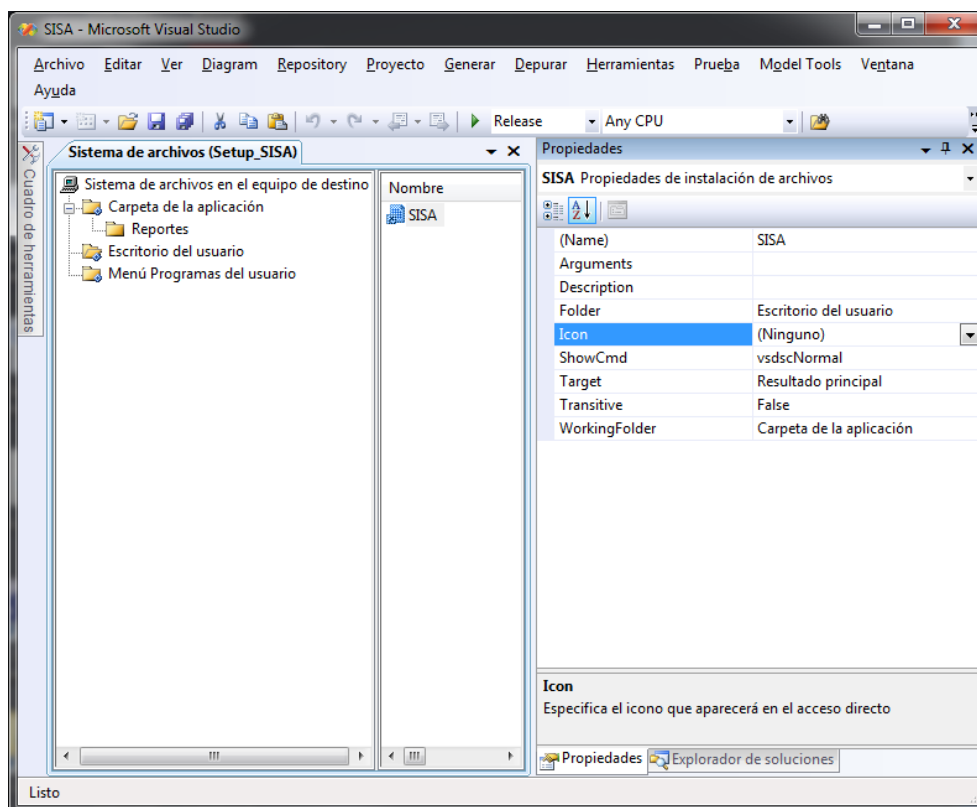 SISA - Microsoft Visual Studio
Archivo Editar Ver Diagram Repository Proyecto Generar Depurar Herramientas Prueba Model Tools Ventana
Ayuda
Release Any CPU
Cuadro de herramientas
Sistema de archivos (Setup_SISA)
Sistema de archivos en el equipo de destino
Carpeta de la aplicación
Reportes
Escritorio del usuario
Menú Programas del usuario
Nombre
SISA
Propiedades
SISA Propiedades de instalación de archivos
(Name) SISA
Arguments
Description
Folder Escritorio del usuario
Icon (Ninguno)
ShowCmd vsdscNormal
Target Resultado principal
Transitive False
WorkingFolder Carpeta de la aplicación
Icon
Especifica el icono que aparecerá en el acceso directo
Propiedades Explorador de soluciones
Listo